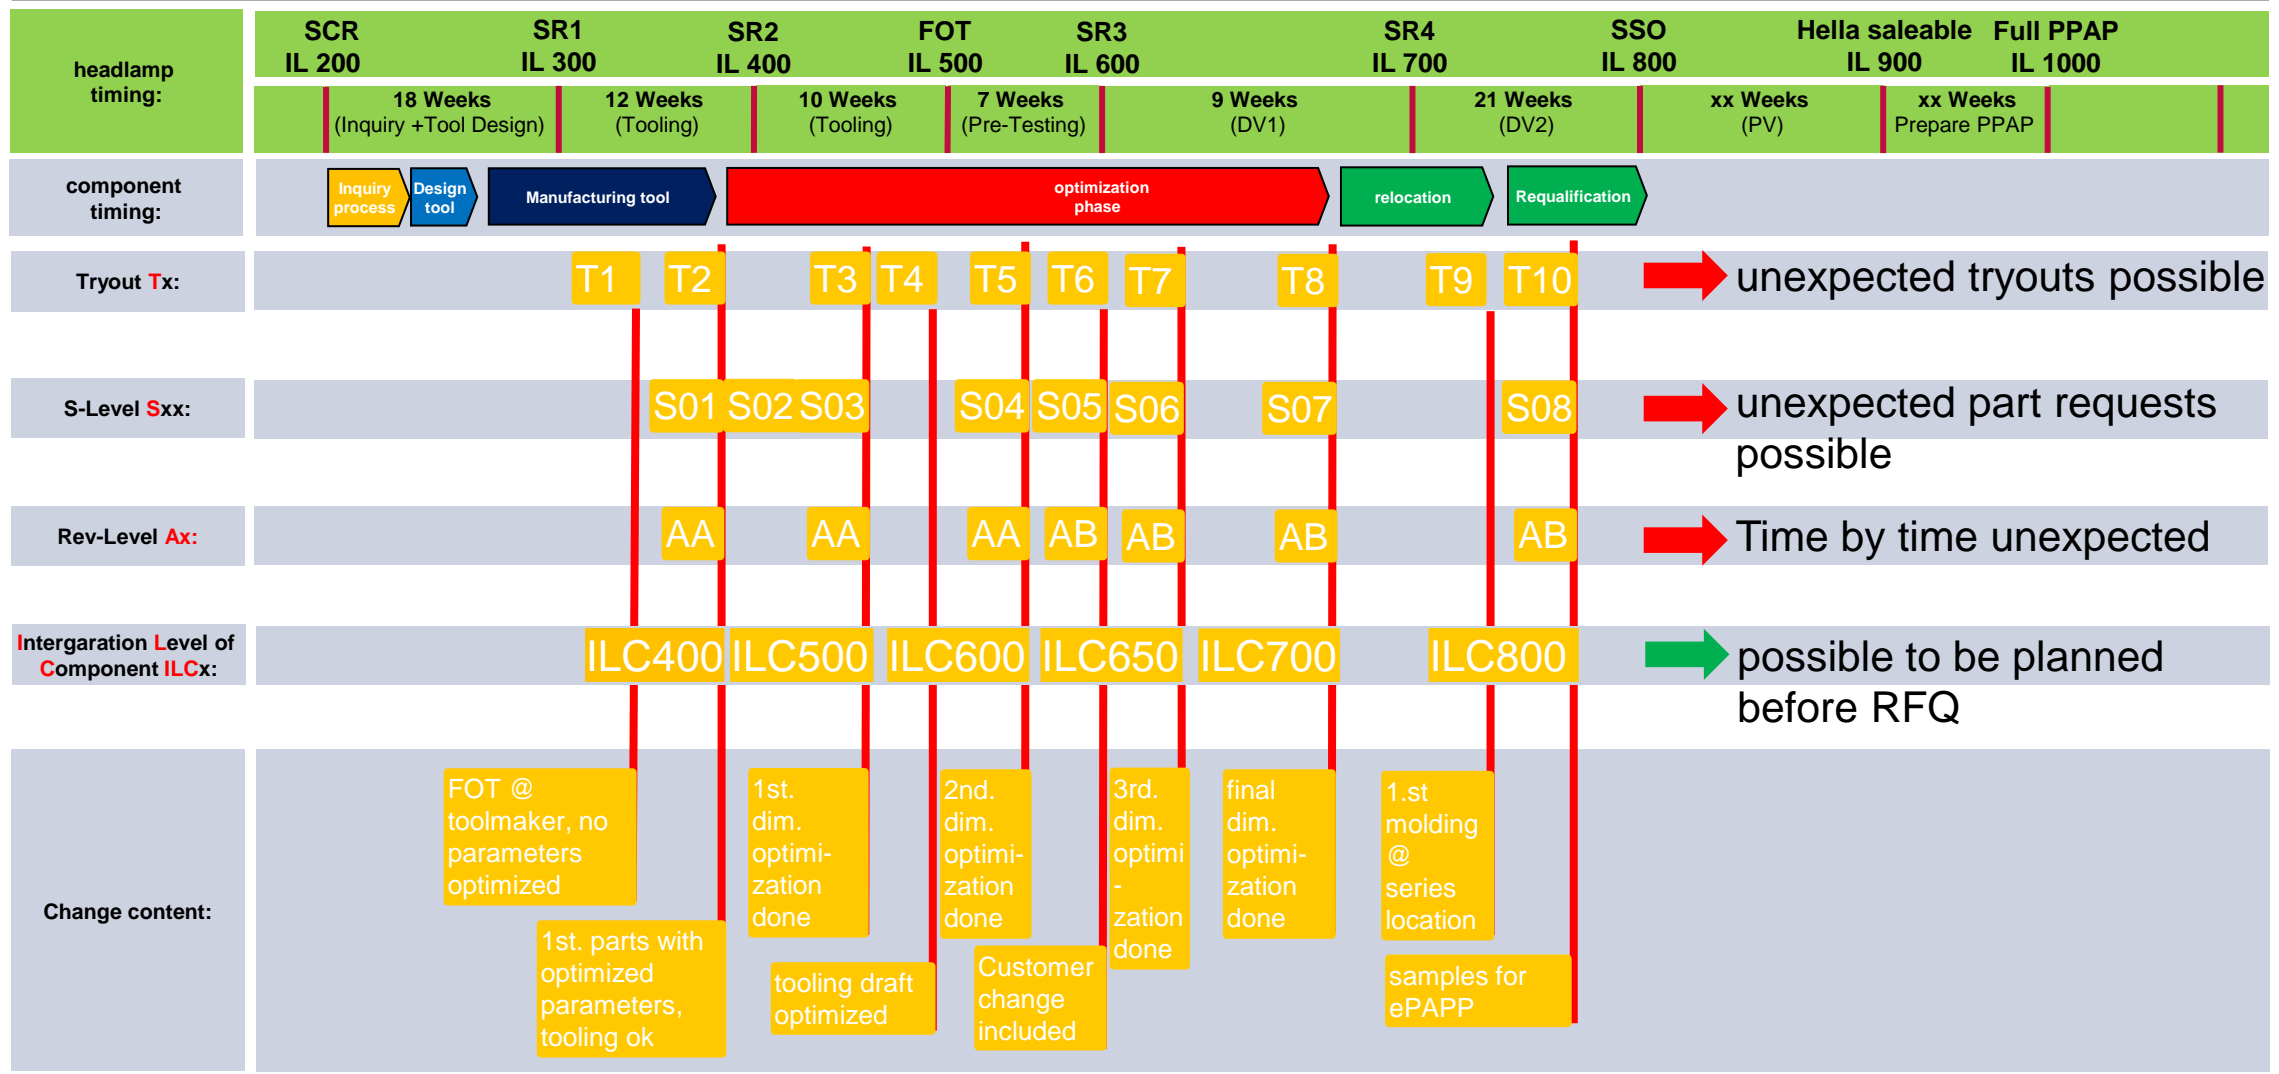 headlamp
timing:
SCR
IL 200
SR1
IL 300
SR2
IL 400
FOT
IL 500
SR3
IL 600
SR4
IL 700
SSO
IL 800
Hella saleable
IL 900
Full PPAP
IL 1000
18 Weeks
(Inquiry +Tool Design)
12 Weeks
(Tooling)
10 Weeks
(Tooling)
7 Weeks
(Pre-Testing)
9 Weeks
(DV1)
21 Weeks
(DV2)
xx Weeks
(PV)
xx Weeks
Prepare PPAP
component
timing:
Inquiry
process
Design
tool
Manufacturing tool
optimization
phase
relocation
Requalification
Tryout Tx:
T1
T2
T3
T4
T5
T6
T7
T8
T9
T10
unexpected tryouts possible
S-Level Sxx:
S01
S02
S03
S04
S05
S06
S07
S08
unexpected part requests
possible
Rev-Level Ax:
AA
AA
AA
AB
AB
AB
AB
Time by time unexpected
Intergaration Level of
Component ILCx:
ILC400
ILC500
ILC600
ILC650
ILC700
ILC800
possible to be planned
before RFQ
Change content:
FOT @
toolmaker, no
parameters
optimized
1st. parts with
optimized
parameters,
tooling ok
1st.
dim.
optimi-
zation
done
tooling draft
optimized
2nd.
dim.
optimi-
zation
done
Customer
change
included
3rd.
dim.
optimi
-
zation
done
final
dim.
optimi-
zation
done
1.st
molding
@
series
location
samples for
ePAPP